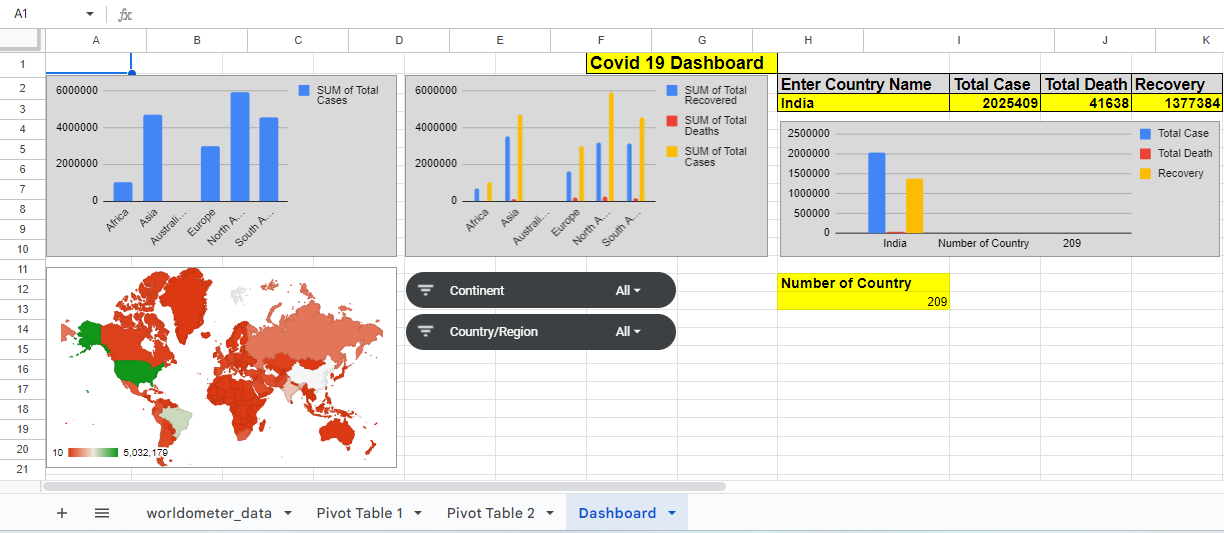 A1
fx
A B C D E F G H I J K
1
2
3
4
5
6
7
8
9
10
11
12
13
14
15
16
17
18
19
20
21
Covid 19 Dashboard
Enter Country Name Total Case Total Death Recovery
India 2025409 41638 1377384
6000000
4000000
2000000
0
Africa Asia Australi... Europe North A... South A...
SUM of Total
Cases
6000000
4000000
2000000
0
Africa Asia Australi... Europe North A... South A...
SUM of Total
Recovered
SUM of Total
Deaths
SUM of Total
Cases
2500000
2000000
1500000
1000000
500000
0
India Number of Country 209
Total Case
Total Death
Recovery
10 5,032,179
Continent All
Country/Region All
Number of Country
209
+ worldometer_data Pivot Table 1 Pivot Table 2 Dashboard